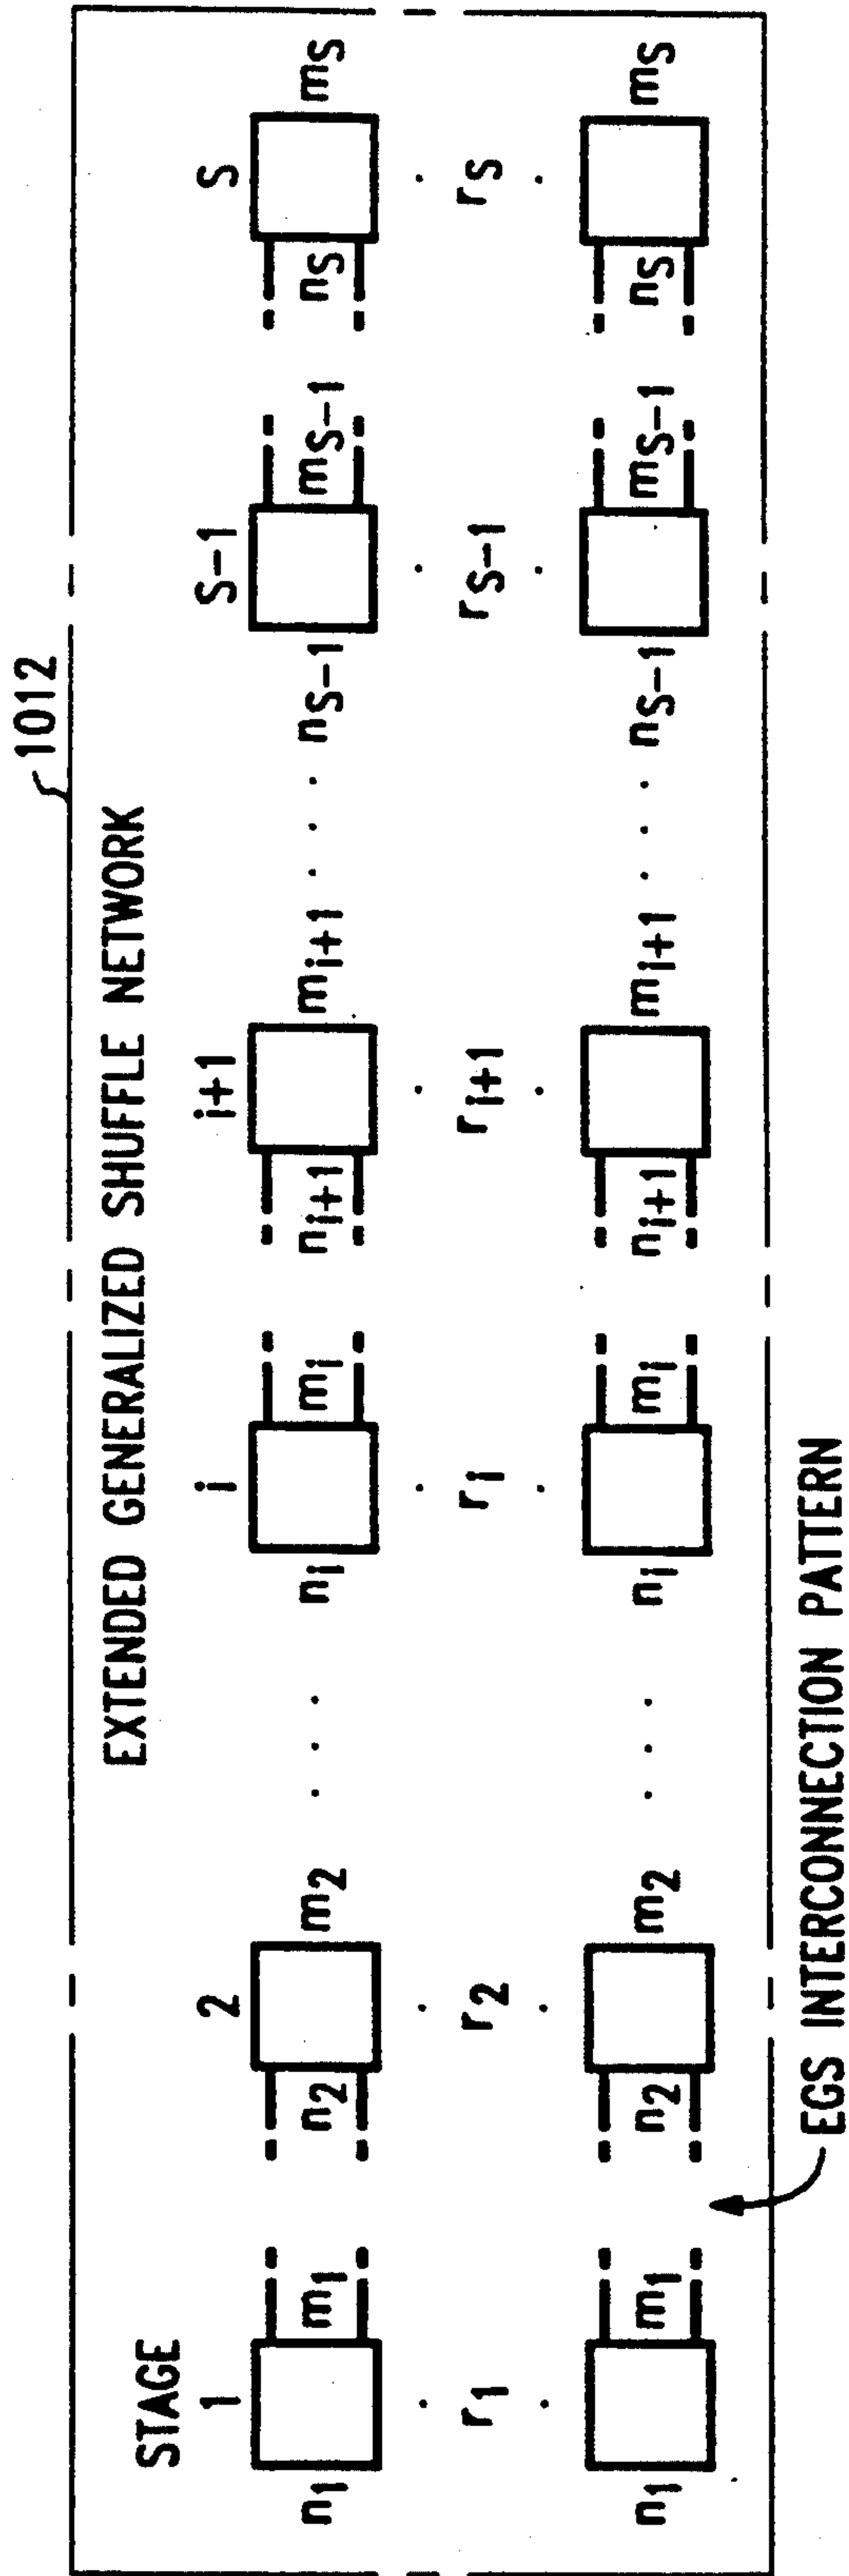 1012
EXTENDED GENERALIZED SHUFFLE NETWORK
STAGE
1 2 i i+1 S-1 S
n1 m1 n2 m2 . . . ni mi ni+1 mi+1 . . . nS-1 mS-1 nS mS
r1 r2 ri ri+1 rS-1 rS
n1 m1 n2 m2 . . . ni mi ni+1 mi+1 . . . nS-1 mS-1 nS mS
EGS INTERCONNECTION PATTERN